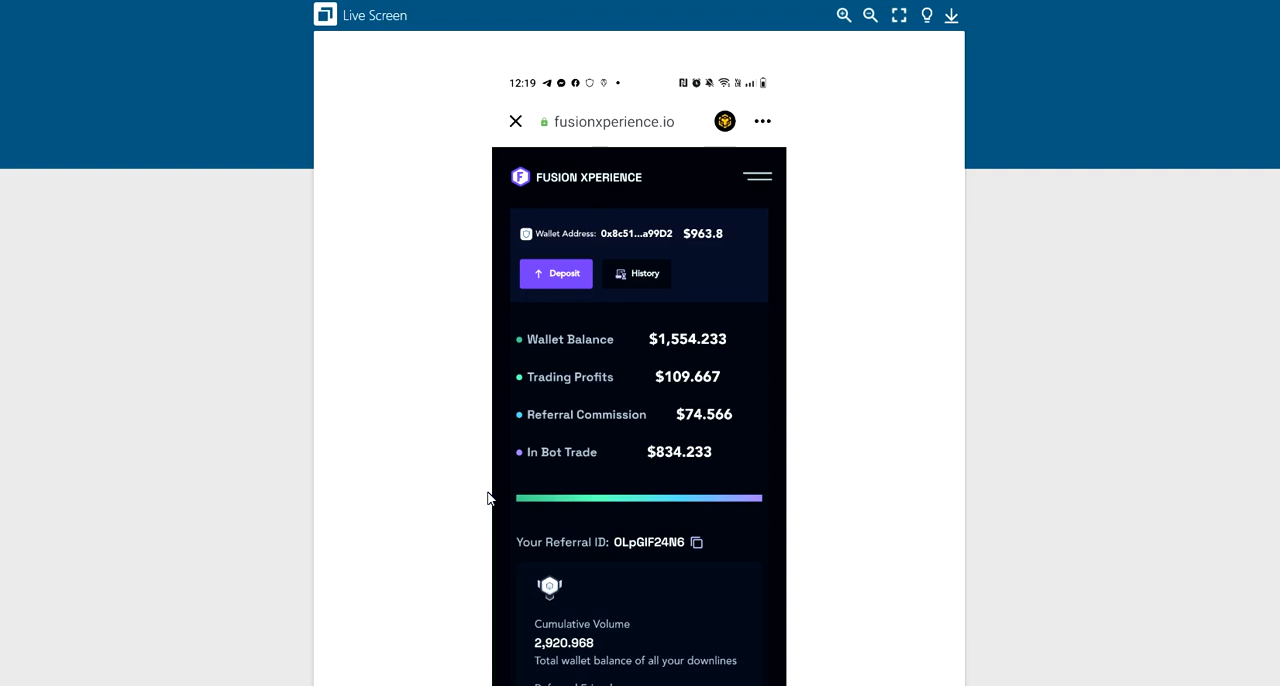 Live Screen
12:19
fusionxperience.io
FUSION XPERIENCE
Wallet Address: 0x8c51...a99D2 $963.8
Deposit History
Wallet Balance $1,554.233
Trading Profits $109.667
Referral Commission $74.566
In Bot Trade $834.233
Your Referral ID: OLpGIF24N6
Cumulative Volume
2,920.968
Total wallet balance of all your downlines